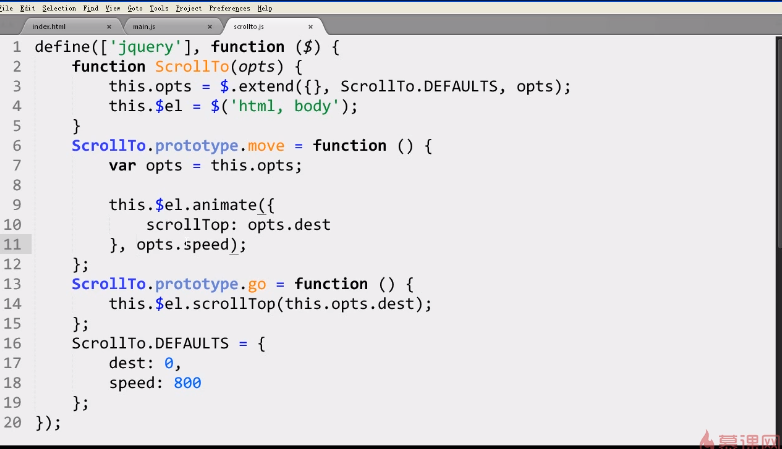 File Edit Selection Find View Goto Tools Project Preferences Help
index.html × main.js × scrollto.js ×
1 define(['jquery'], function ($) {
2 function ScrollTo(opts) {
3 this.opts = $.extend({}, ScrollTo.DEFAULTS, opts);
4 this.$el = $('html, body');
5 }
6 ScrollTo.prototype.move = function () {
7 var opts = this.opts;
8
9 this.$el.animate({
10 scrollTop: opts.dest
11 }, opts.speed);
12 };
13 ScrollTo.prototype.go = function () {
14 this.$el.scrollTop(this.opts.dest);
15 };
16 ScrollTo.DEFAULTS = {
17 dest: 0,
18 speed: 800
19 };
20 });
慕课网